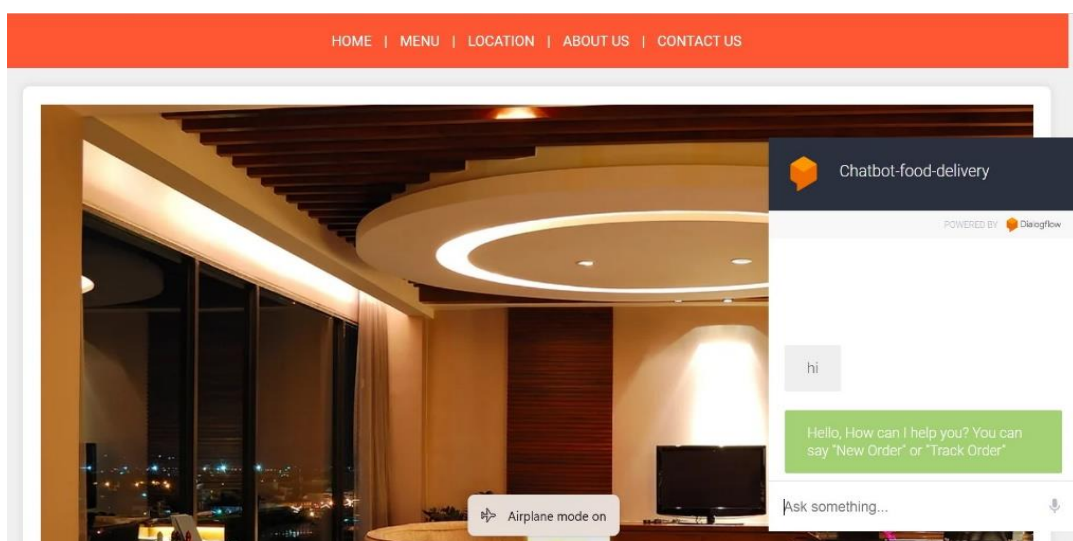 HOME | MENU | LOCATION | ABOUT US | CONTACT US
Chatbot-food-delivery
POWERED BY Dialogflow
hi
Hello, How can I help you? You can
say "New Order" or "Track Order"
Ask something...
Airplane mode on